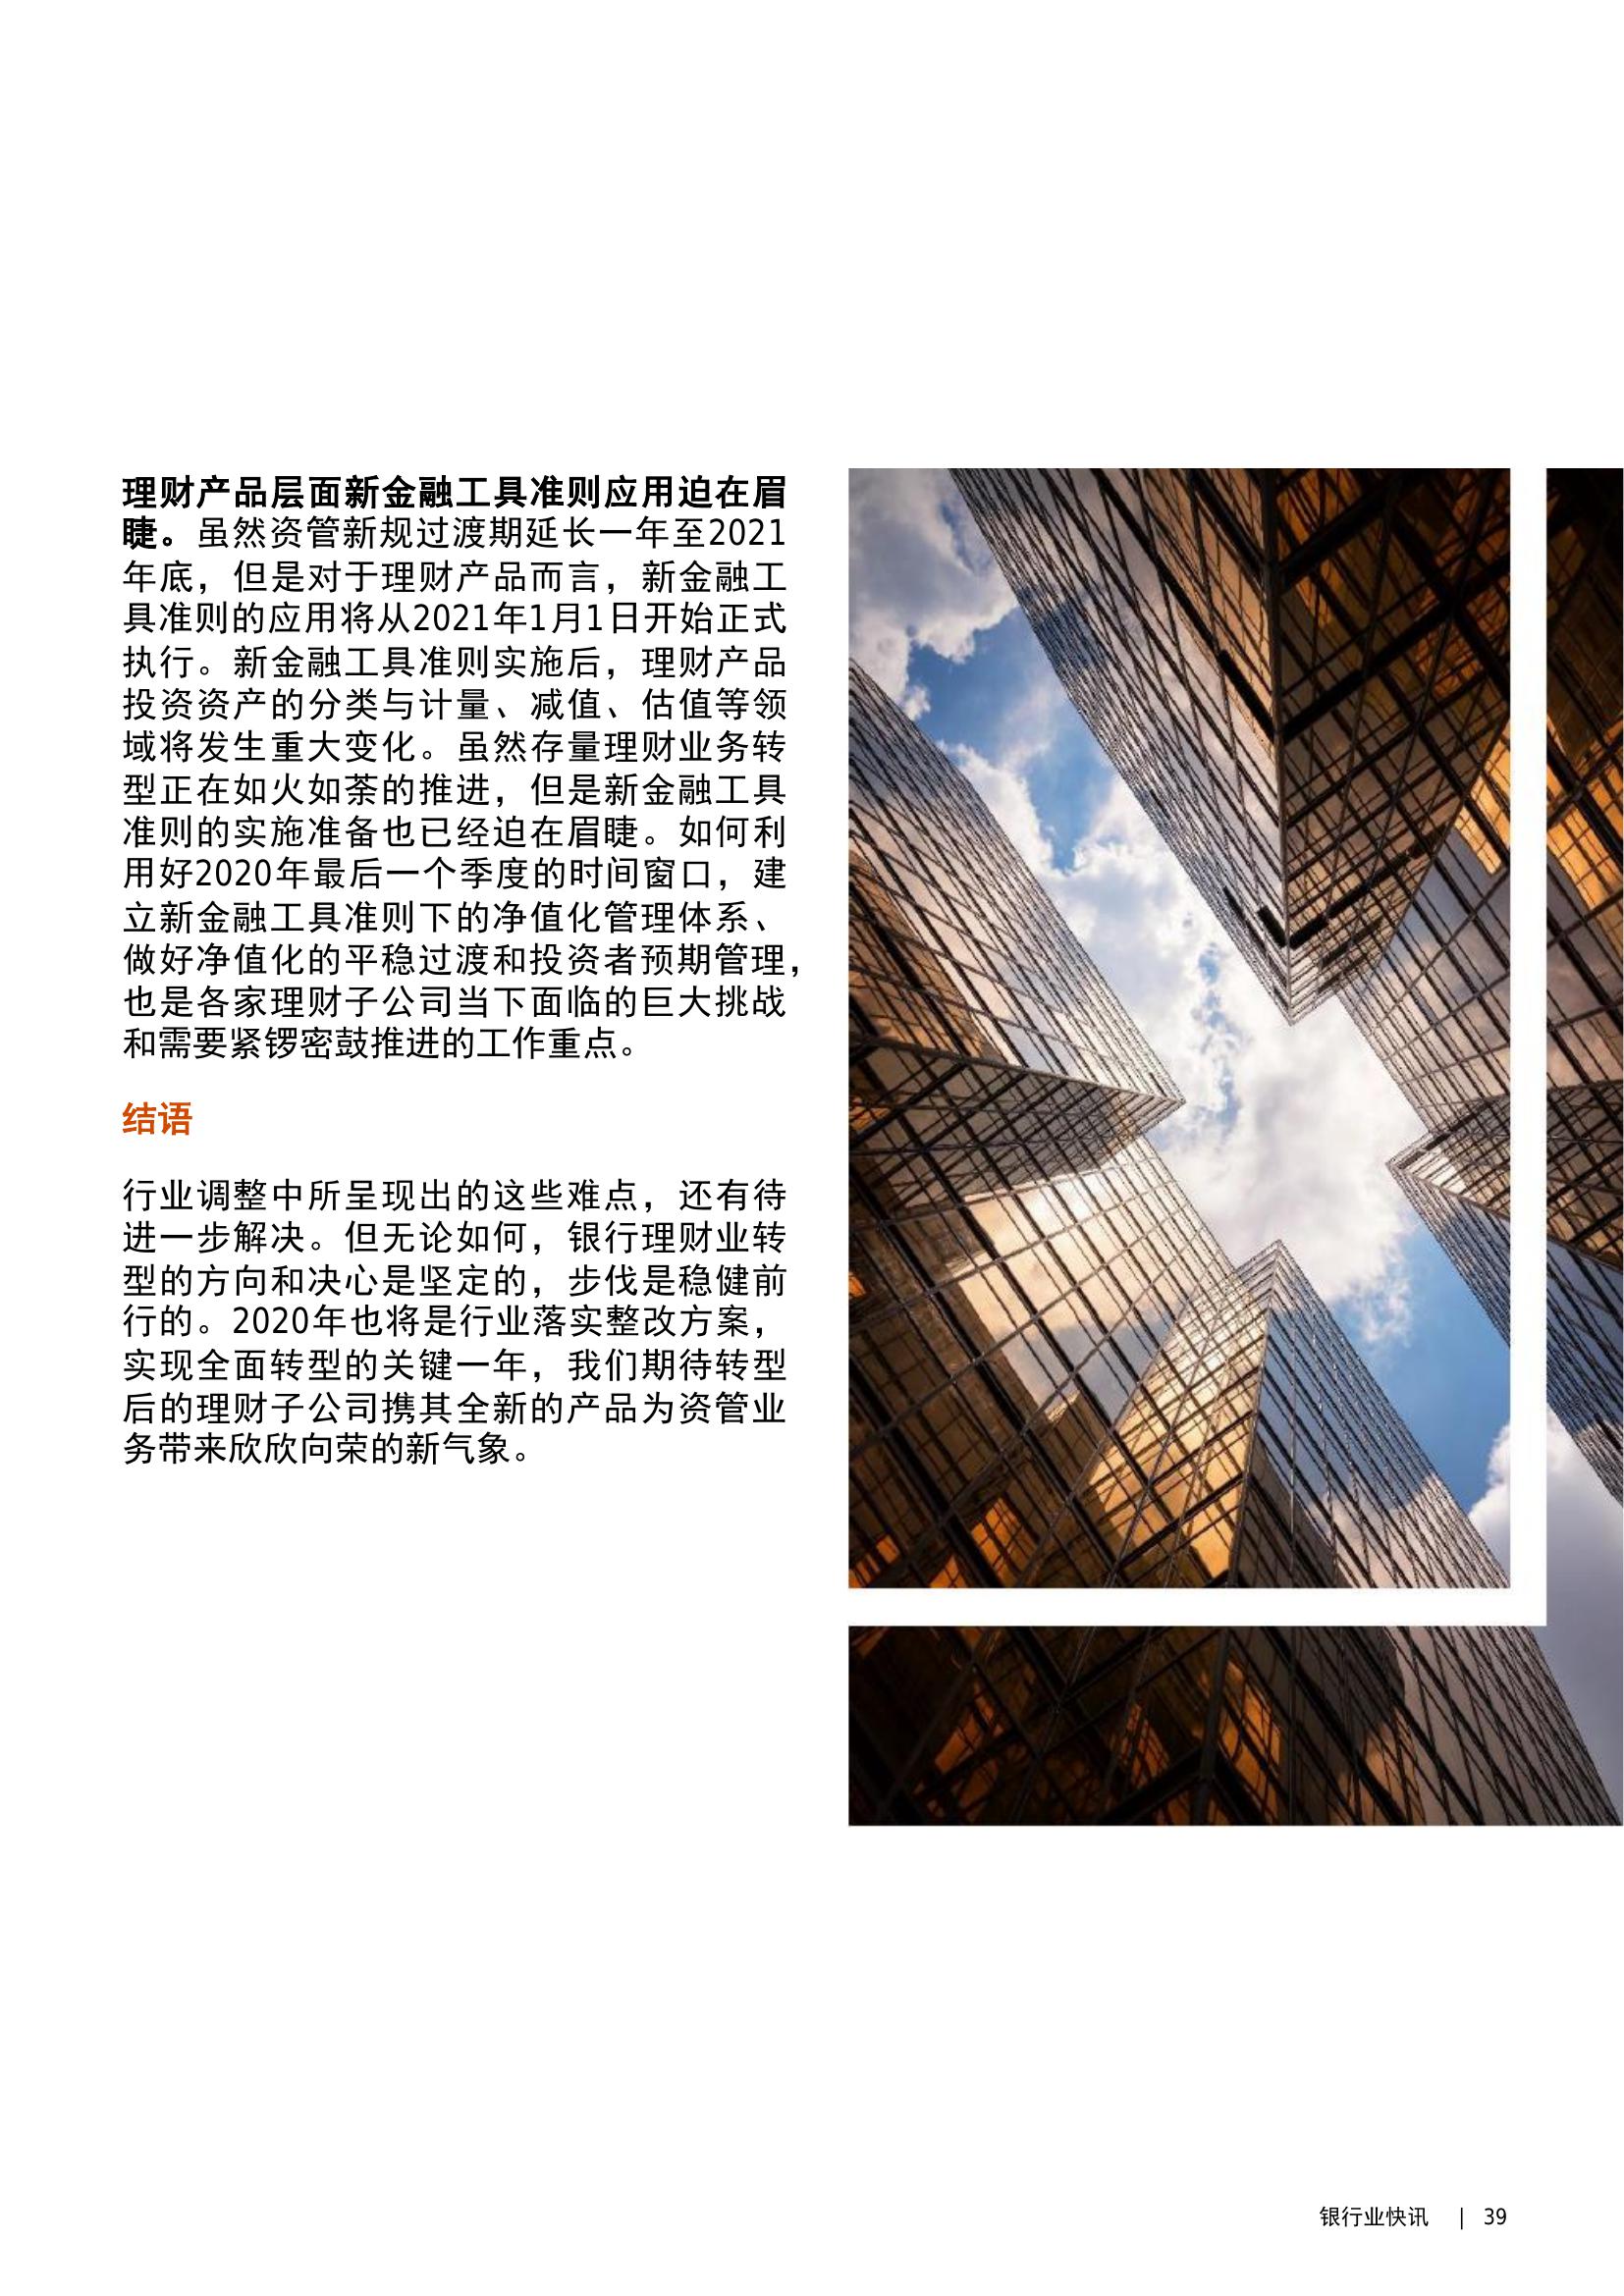 理财产品层面新金融工具准则应用迫在眉
睫。虽然资管新规过渡期延长一年至2021
年底，但是对于理财产品而言，新金融工
具准则的应用将从2021年1月1日开始正式
执行。新金融工具准则实施后，理财产品
投资资产的分类与计量、减值、估值等领
域将发生重大变化。虽然存量理财业务转
型正在如火如荼的推进，但是新金融工具
准则的实施准备也已经迫在眉睫。如何利
用好2020年最后一个季度的时间窗口，建
立新金融工具准则下的净值化管理体系、
做好净值化的平稳过渡和投资者预期管理，
也是各家理财子公司当下面临的巨大挑战
和需要紧锣密鼓推进的工作重点。
结语
行业调整中所呈现出的这些难点，还有待
进一步解决。但无论如何，银行理财业转
型的方向和决心是坚定的，步伐是稳健前
行的。2020年也将是行业落实整改方案，
实现全面转型的关键一年，我们期待转型
后的理财子公司携其全新的产品为资管业
务带来欣欣向荣的新气象。
银行业快讯 | 39